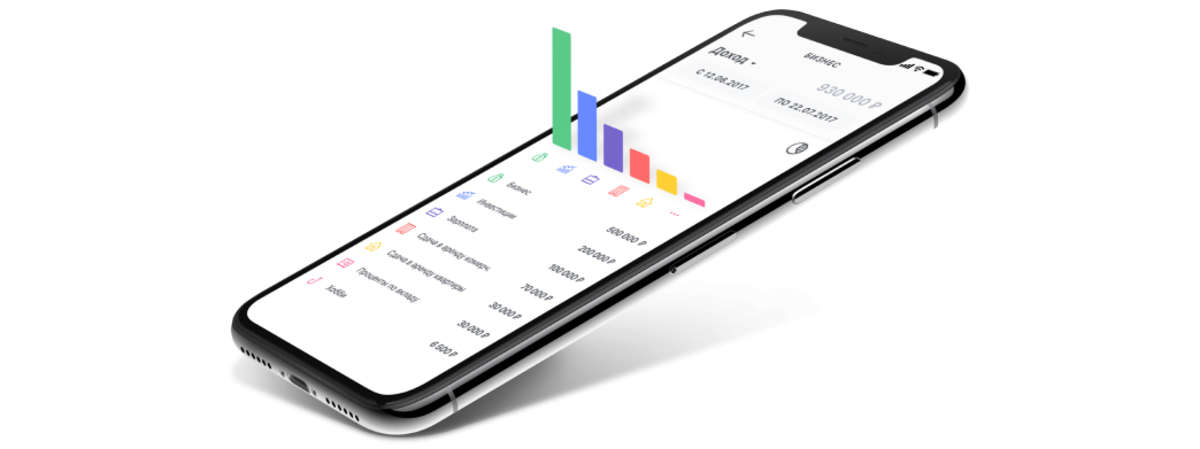 БИЗНЕС
Доход
930 000 ₽
С 12.06.2017
ПО 22.07.2017
Бизнес 500 000 ₽
Инвестиции 200 000 ₽
Зарплата 100 000 ₽
Сдача в аренду комерч. 70 000 ₽
Сдача в аренду квартиры 30 000 ₽
Проценты по вкладу 30 000 ₽
Хобби 6 500 ₽